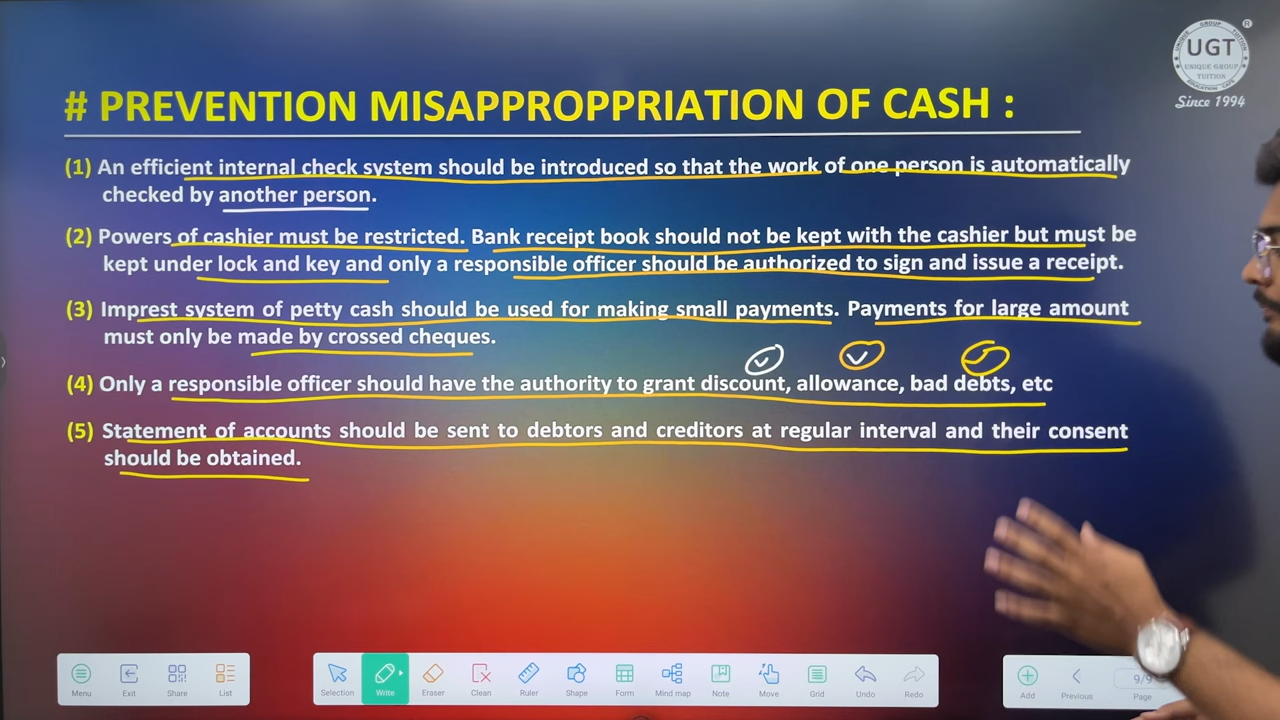 UGT
UNIQUE GROUP
TUITION
®
Since 1994
# PREVENTION MISAPPROPPRIATION OF CASH :
(1) An efficient internal check system should be introduced so that the work of one person is automatically
checked by another person.
(2) Powers of cashier must be restricted. Bank receipt book should not be kept with the cashier but must be
kept under lock and key and only a responsible officer should be authorized to sign and issue a receipt.
(3) Imprest system of petty cash should be used for making small payments. Payments for large amount
must only be made by crossed cheques.
(4) Only a responsible officer should have the authority to grant discount, allowance, bad debts, etc
(5) Statement of accounts should be sent to debtors and creditors at regular interval and their consent
should be obtained.
Menu Exit Share List Selection Write Eraser Clean Ruler Shape Form Mind map Note Move Grid Undo Redo Add Previous 9/9 Page